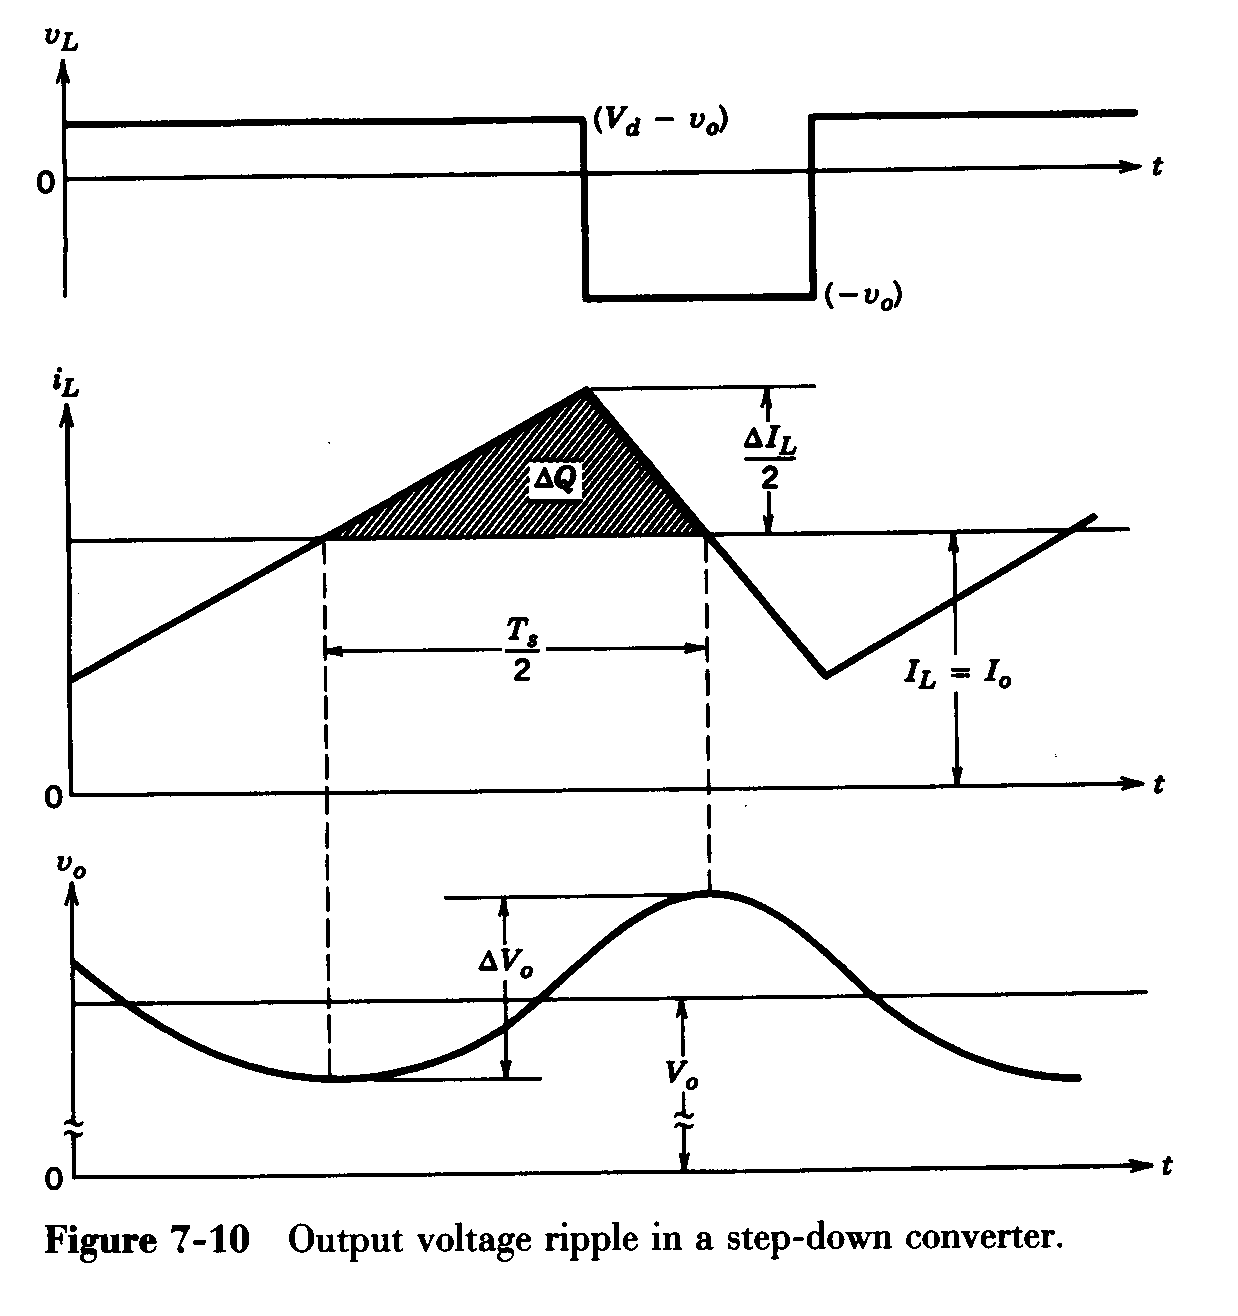 v_L
(V_d − v_o)
0
t
(−v_o)
i_L
ΔI_L
2
ΔQ
T_s
2
I_L = I_o
0
t
v_o
ΔV_o
V_o
0
t
Figure 7-10 Output voltage ripple in a step-down converter.